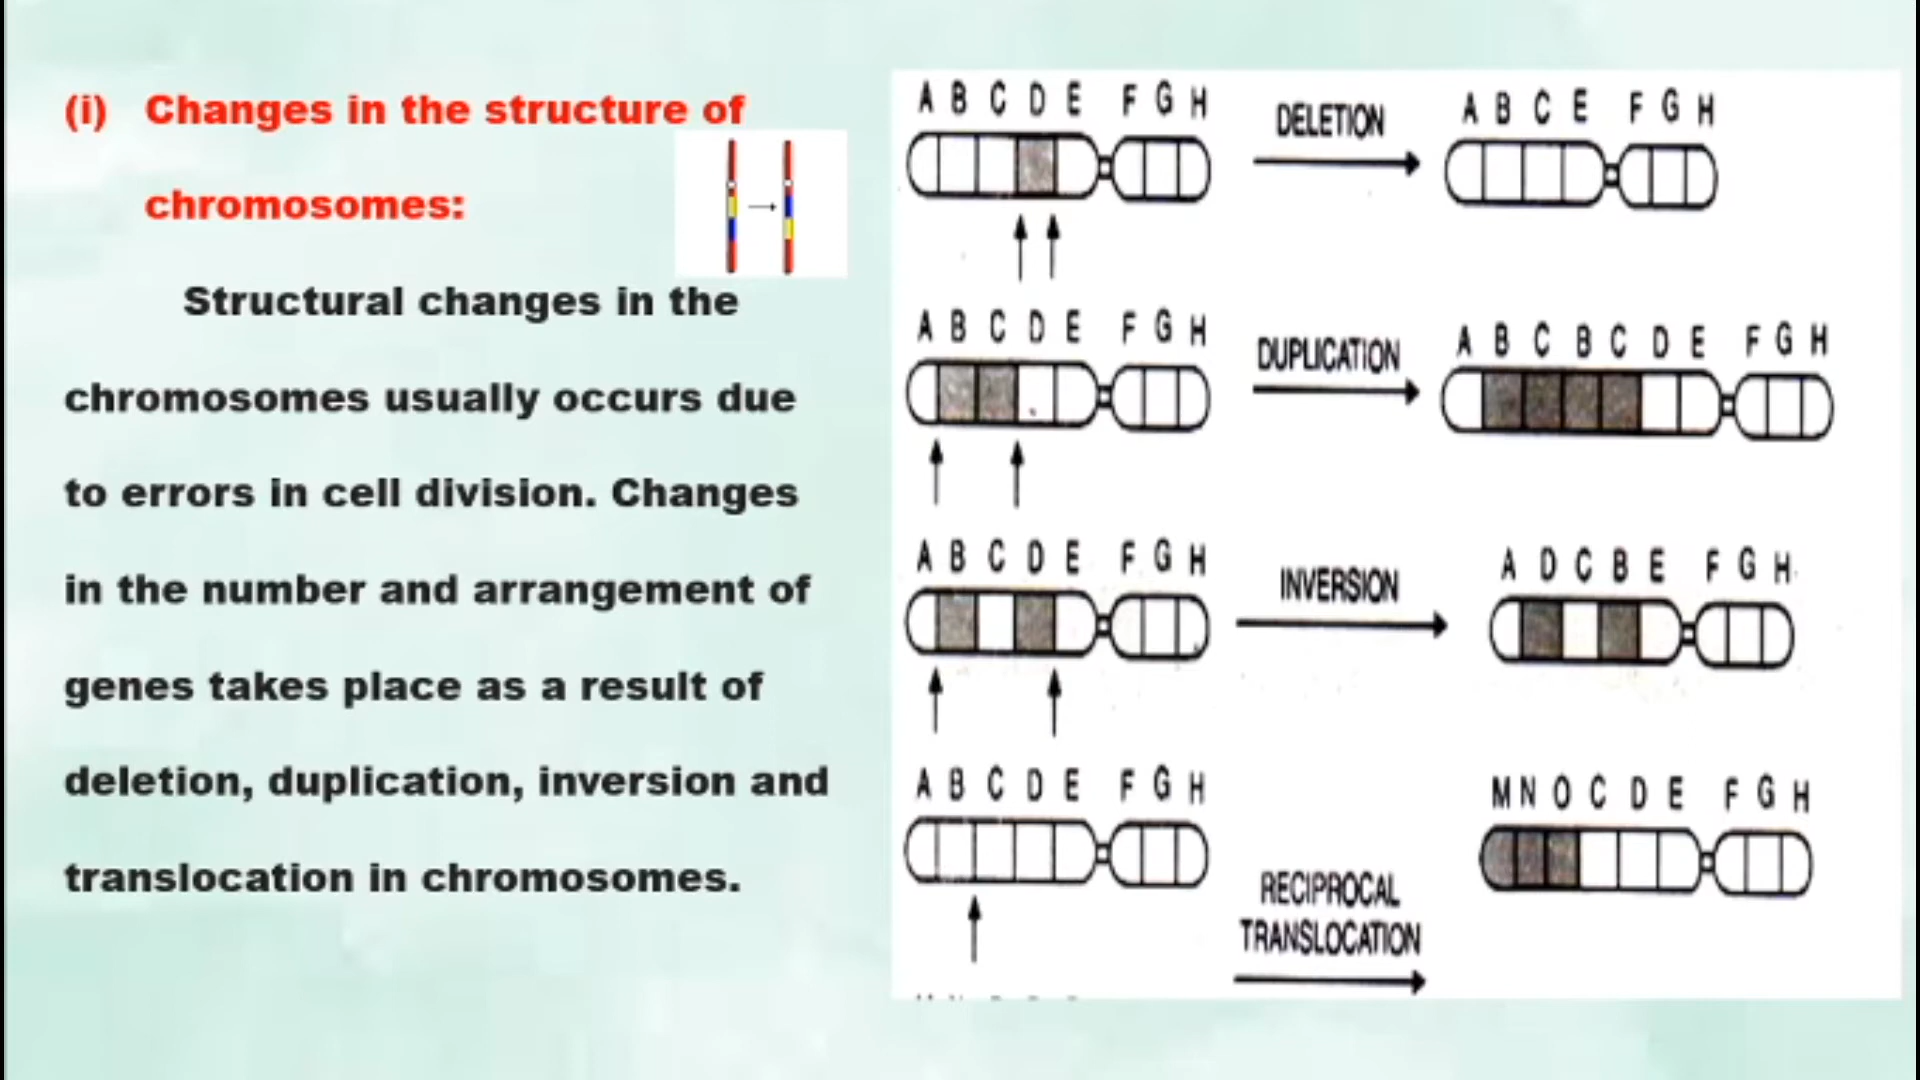 (i) Changes in the structure of
chromosomes:
Structural changes in the
chromosomes usually occurs due
to errors in cell division. Changes
in the number and arrangement of
genes takes place as a result of
deletion, duplication, inversion and
translocation in chromosomes.
A B C D E F G H
DELETION
A B C E F G H
A B C D E F G H
DUPLICATION
A B C B C D E F G H
A B C D E F G H
INVERSION
A D C B E F G H
A B C D E F G H
RECIPROCAL
TRANSLOCATION
M N O C D E F G H